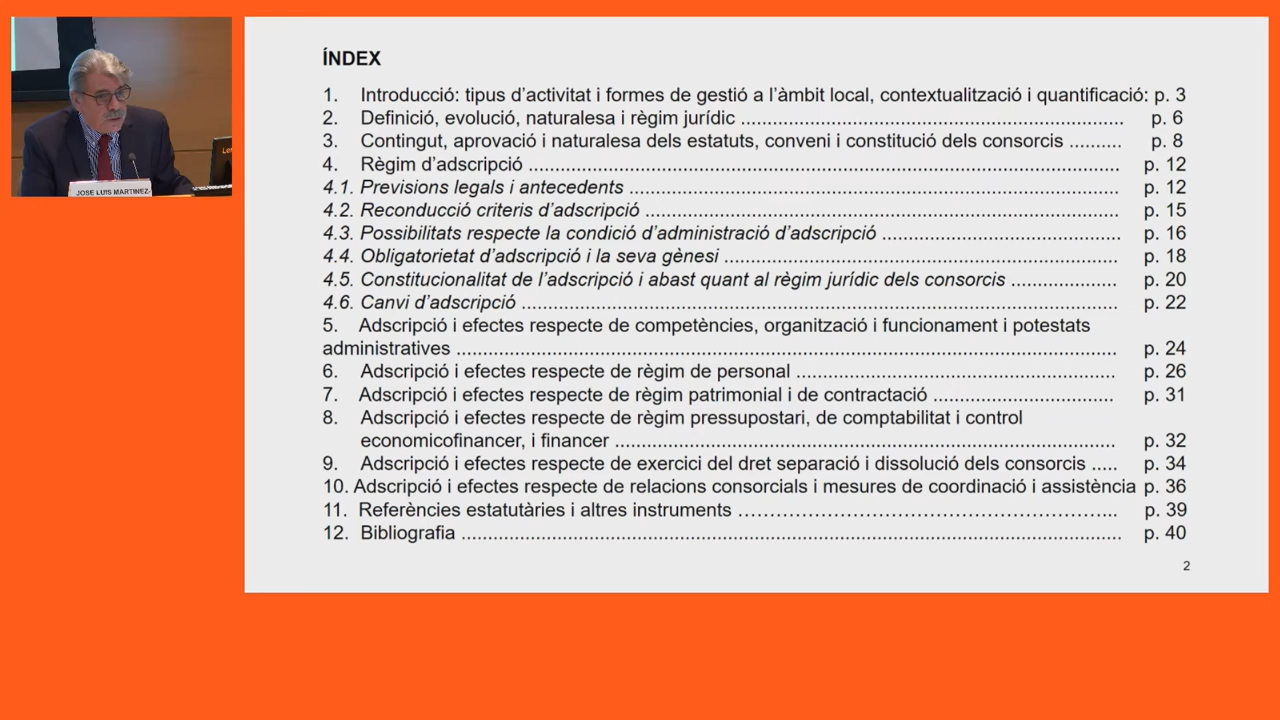 JOSE LUIS MARTINEZ-
ÍNDEX
1. Introducció: tipus d'activitat i formes de gestió a l'àmbit local, contextualització i quantificació: p. 3
2. Definició, evolució, naturalesa i règim jurídic ...................................................................... p. 6
3. Contingut, aprovació i naturalesa dels estatuts, conveni i constitució dels consorcis .......... p. 8
4. Règim d'adscripció ............................................................................................................ p. 12
4.1. Previsions legals i antecedents ......................................................................................... p. 12
4.2. Reconducció criteris d'adscripció ...................................................................................... p. 15
4.3. Possibilitats respecte la condició d'administració d'adscripció ............................................ p. 16
4.4. Obligatorietat d'adscripció i la seva gènesi ........................................................................ p. 18
4.5. Constitucionalitat de l'adscripció i abast quant al règim jurídic dels consorcis .................... p. 20
4.6. Canvi d'adscripció ............................................................................................................. p. 22
5. Adscripció i efectes respecte de competències, organització i funcionament i potestats
administratives ........................................................................................................................ p. 24
6. Adscripció i efectes respecte de règim de personal .......................................................... p. 26
7. Adscripció i efectes respecte de règim patrimonial i de contractació ................................. p. 31
8. Adscripció i efectes respecte de règim pressupostari, de comptabilitat i control
economicofinancer, i financer ........................................................................................... p. 32
9. Adscripció i efectes respecte de exercici del dret separació i dissolució dels consorcis ..... p. 34
10. Adscripció i efectes respecte de relacions consorcials i mesures de coordinació i assistència p. 36
11. Referències estatutàries i altres instruments ………………………………………………….. p. 39
12. Bibliografia ........................................................................................................................ p. 40
2